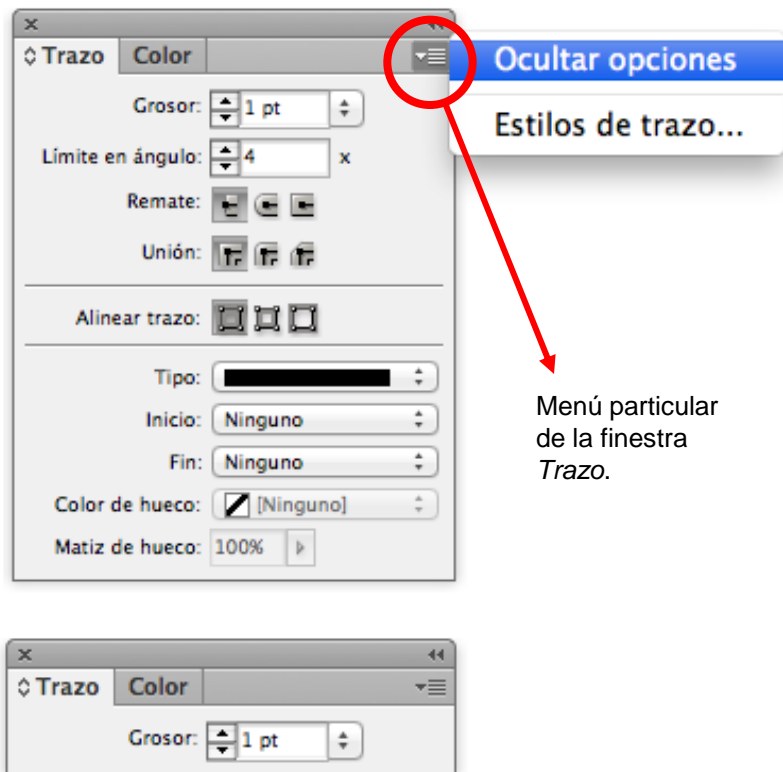 Trazo Color
Ocultar opciones
Estilos de trazo...
Grosor: 1 pt
Límite en ángulo: 4 x
Remate:
Unión:
Alinear trazo:
Tipo:
Inicio: Ninguno
Fin: Ninguno
Color de hueco: [Ninguno]
Matiz de hueco: 100%
Menú particular
de la finestra
Trazo.
Trazo Color
Grosor: 1 pt